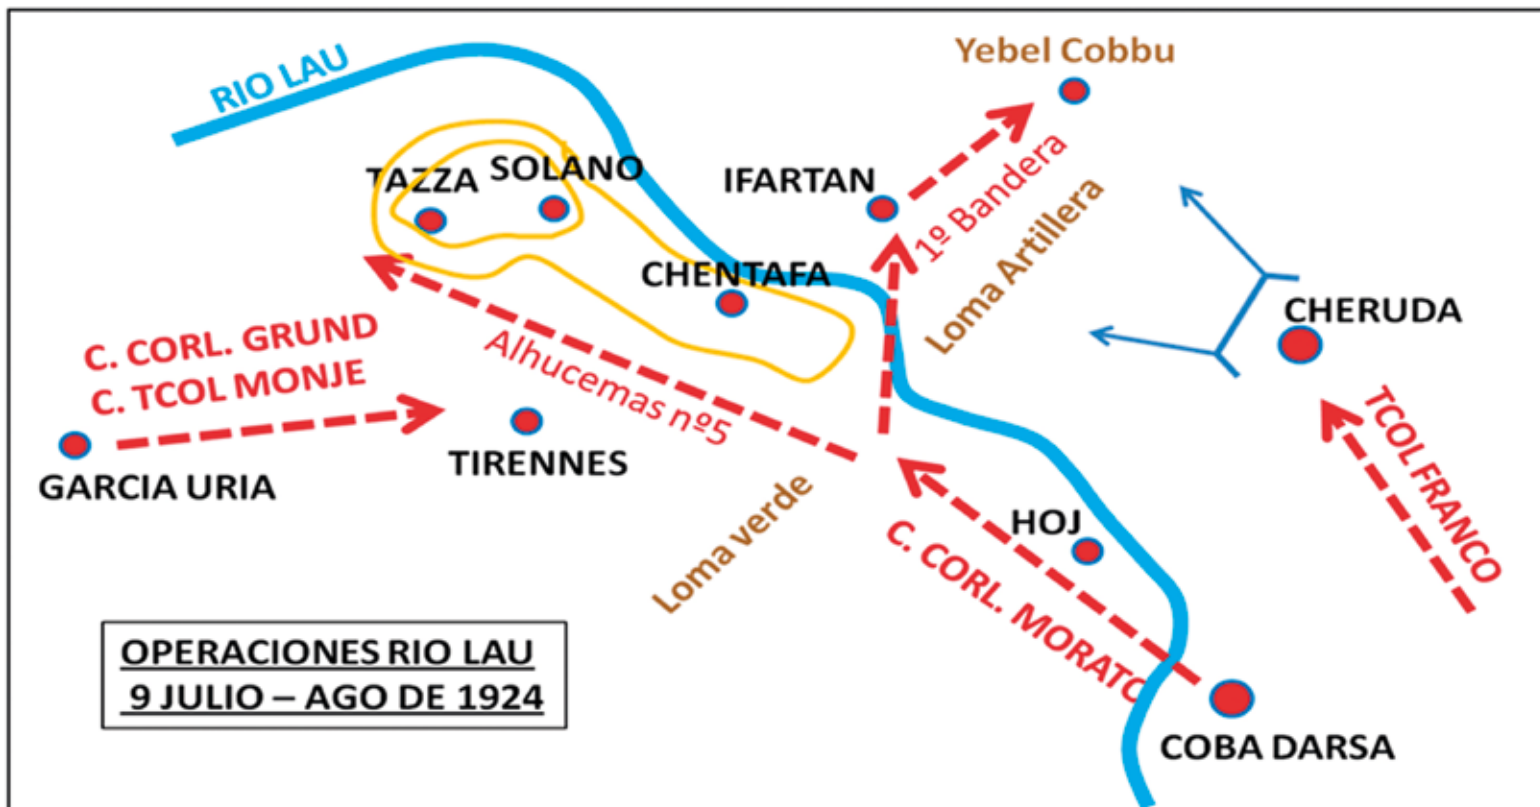 RIO LAU
Yebel Cobbu
TAZZA
SOLANO
IFARTAN
1º Bandera
Loma Artillera
CHENTAFA
CHERUDA
C. CORL. GRUND
C. TCOL MONJE
Alhucemas nº5
TIRENNES
GARCIA URIA
TCOL FRANCO
Loma verde
HOJ
C. CORL. MORATO
OPERACIONES RIO LAU
9 JULIO – AGO DE 1924
COBA DARSA